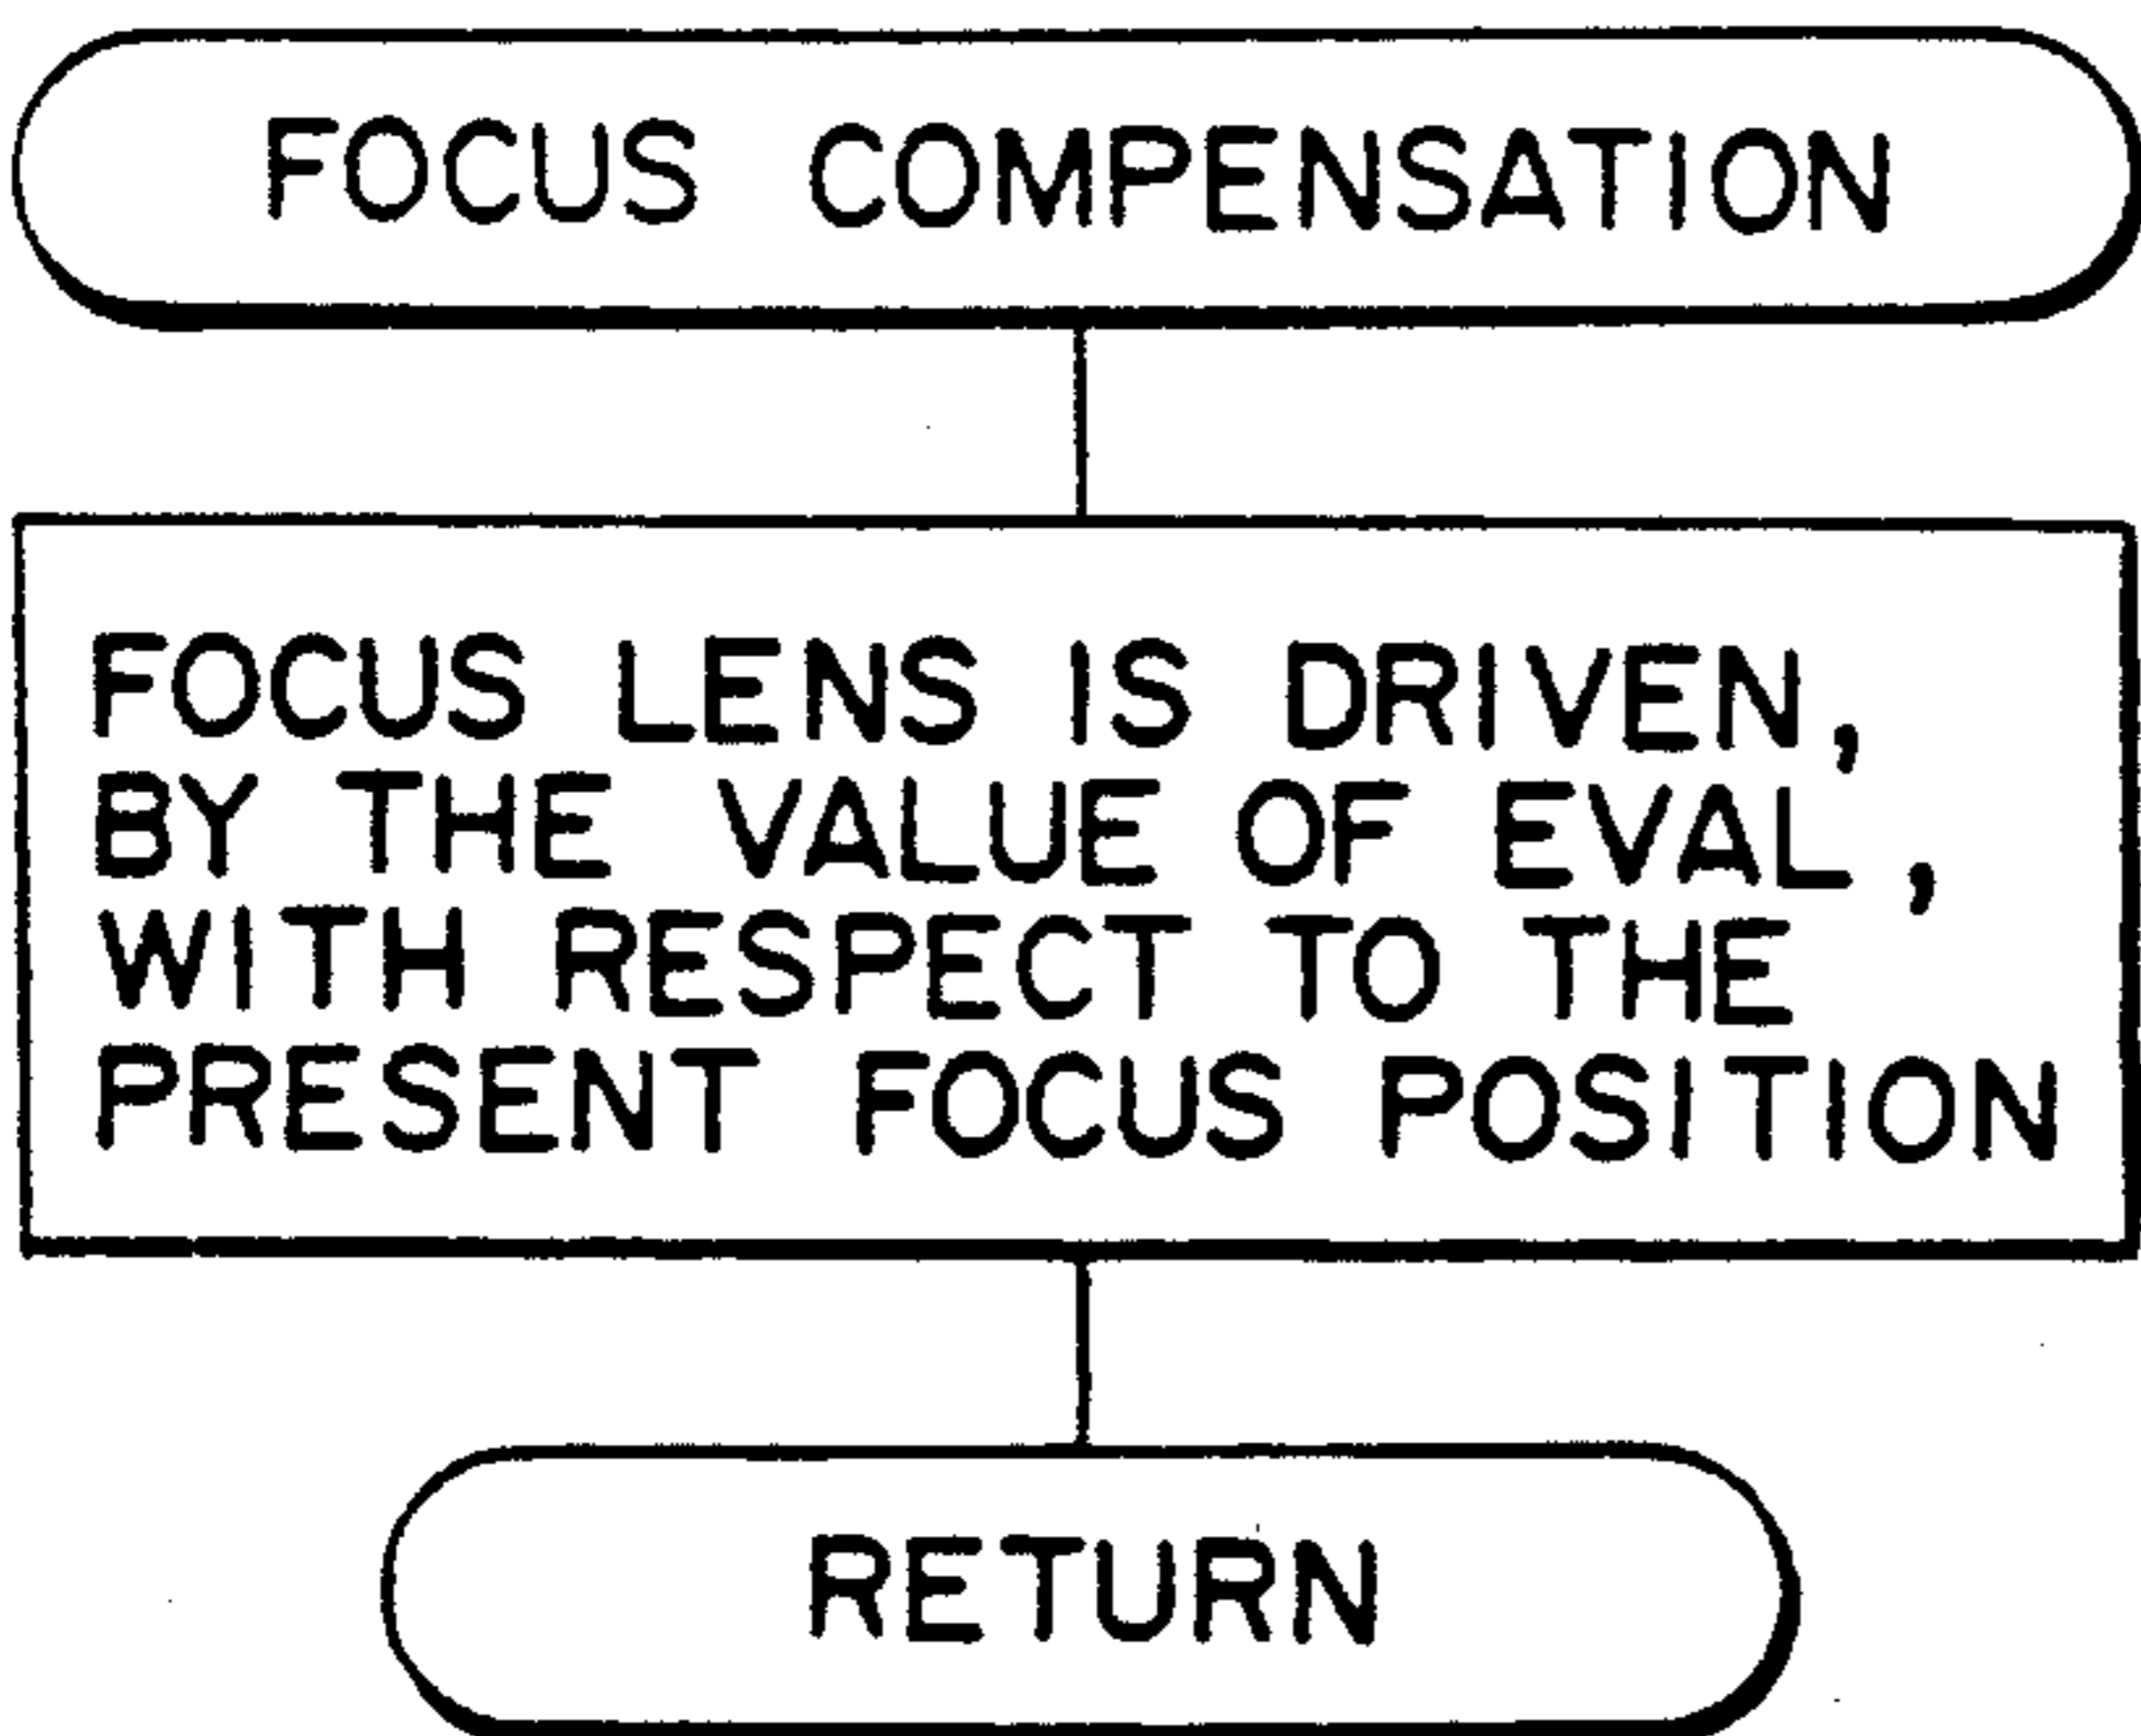 FOCUS COMPENSATION
FOCUS LENS IS DRIVEN,
BY THE VALUE OF EVAL,
WITH RESPECT TO THE
PRESENT FOCUS POSITION
RETURN